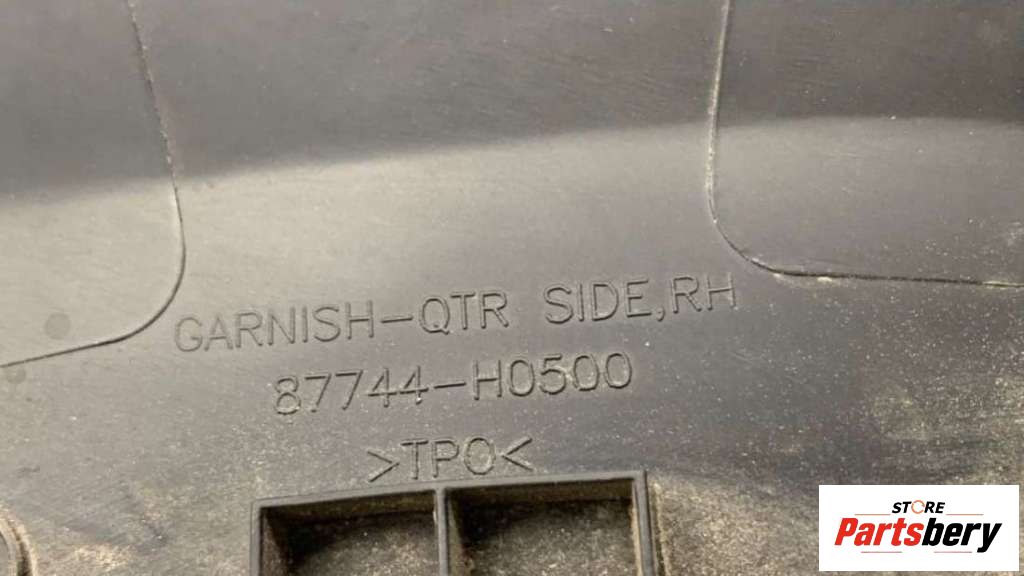 GARNISH-QTR SIDE,RH
87744-H0500
>TPO<
STORE
Partsbery